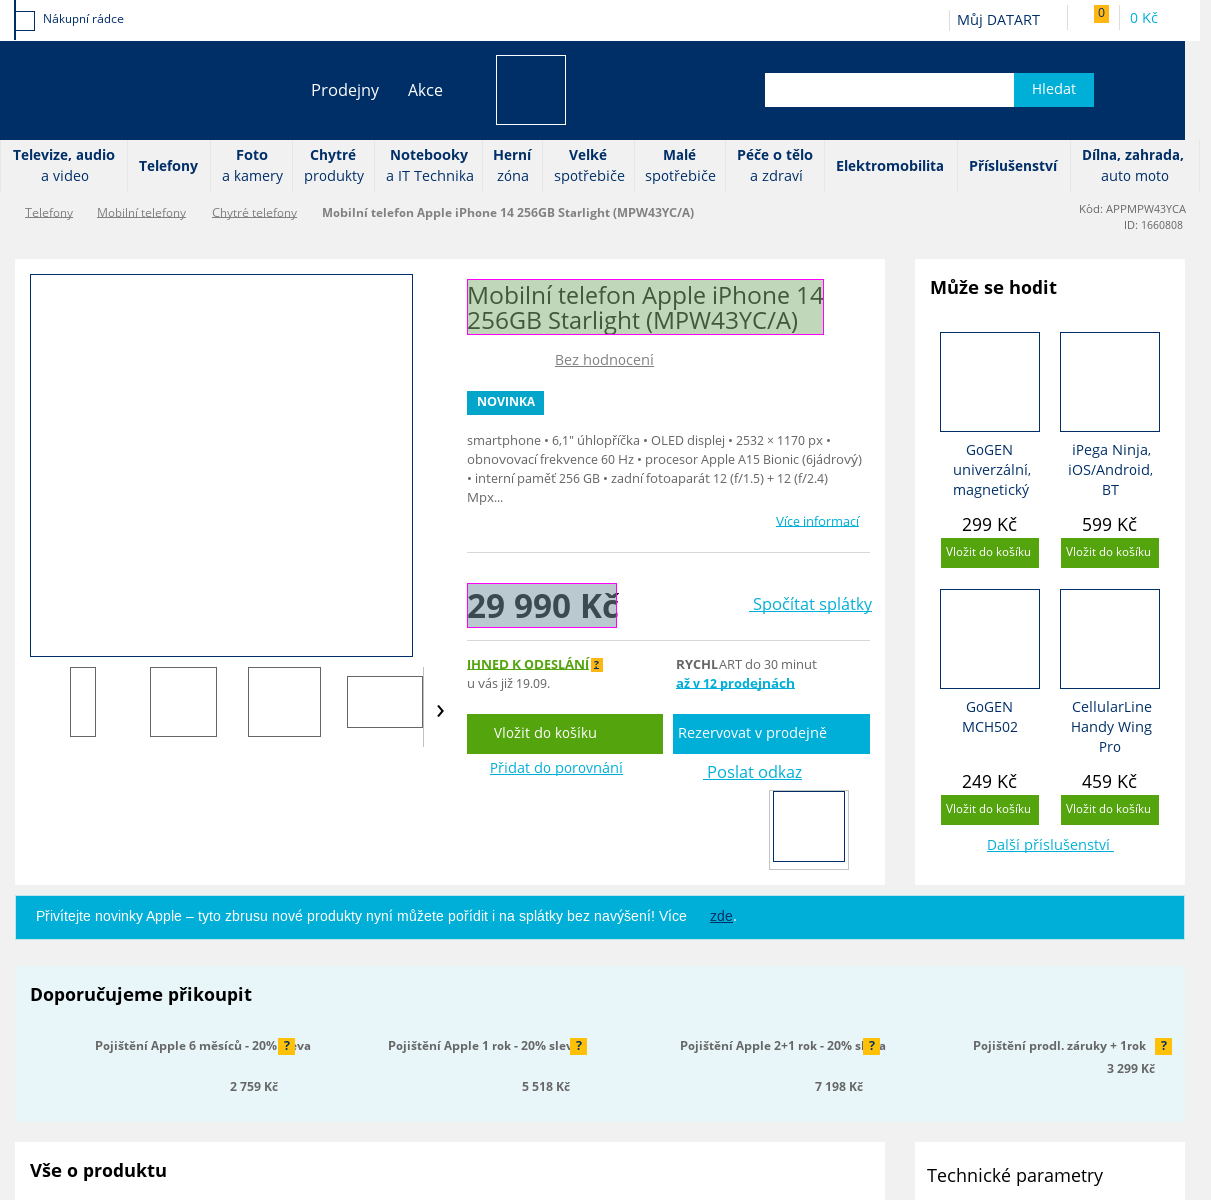 Nákupní rádce
Můj DATART
0
0 Kč
Prodejny
Akce
Hledat
Televize, audio
a video
Telefony
Foto
a kamery
Chytré
produkty
Notebooky
a IT Technika
Herní
zóna
Velké
spotřebiče
Malé
spotřebiče
Péče o tělo
a zdraví
Elektromobilita
Příslušenství
Dílna, zahrada,
auto moto
Telefony
Mobilní telefony
Chytré telefony
Mobilní telefon Apple iPhone 14 256GB Starlight (MPW43YC/A)
Kód: APPMPW43YCA
ID: 1660808
Mobilní telefon Apple iPhone 14
256GB Starlight (MPW43YC/A)
Bez hodnocení
NOVINKA
smartphone • 6,1" úhlopříčka • OLED displej • 2532 × 1170 px •
obnovovací frekvence 60 Hz • procesor Apple A15 Bionic (6jádrový)
• interní paměť 256 GB • zadní fotoaparát 12 (f/1.5) + 12 (f/2.4)
Mpx...
Více informací
29 990 Kč
Spočítat splátky
IHNED K ODESLÁNÍ ?
u vás již 19.09.
RYCHLART do 30 minut
až v 12 prodejnách
Vložit do košíku
Rezervovat v prodejně
Přidat do porovnání
Poslat odkaz
Může se hodit
GoGEN
univerzální,
magnetický
299 Kč
Vložit do košíku
iPega Ninja,
iOS/Android,
BT
599 Kč
Vložit do košíku
GoGEN
MCH502
249 Kč
Vložit do košíku
CellularLine
Handy Wing
Pro
459 Kč
Vložit do košíku
Další příslušenství
Přivítejte novinky Apple – tyto zbrusu nové produkty nyní můžete pořídit i na splátky bez navýšení! Více zde.
Doporučujeme přikoupit
Pojištění Apple 6 měsíců - 20% sleva ?
2 759 Kč
Pojištění Apple 1 rok - 20% sleva ?
5 518 Kč
Pojištění Apple 2+1 rok - 20% sleva ?
7 198 Kč
Pojištění prodl. záruky + 1rok ?
3 299 Kč
Vše o produktu
Technické parametry